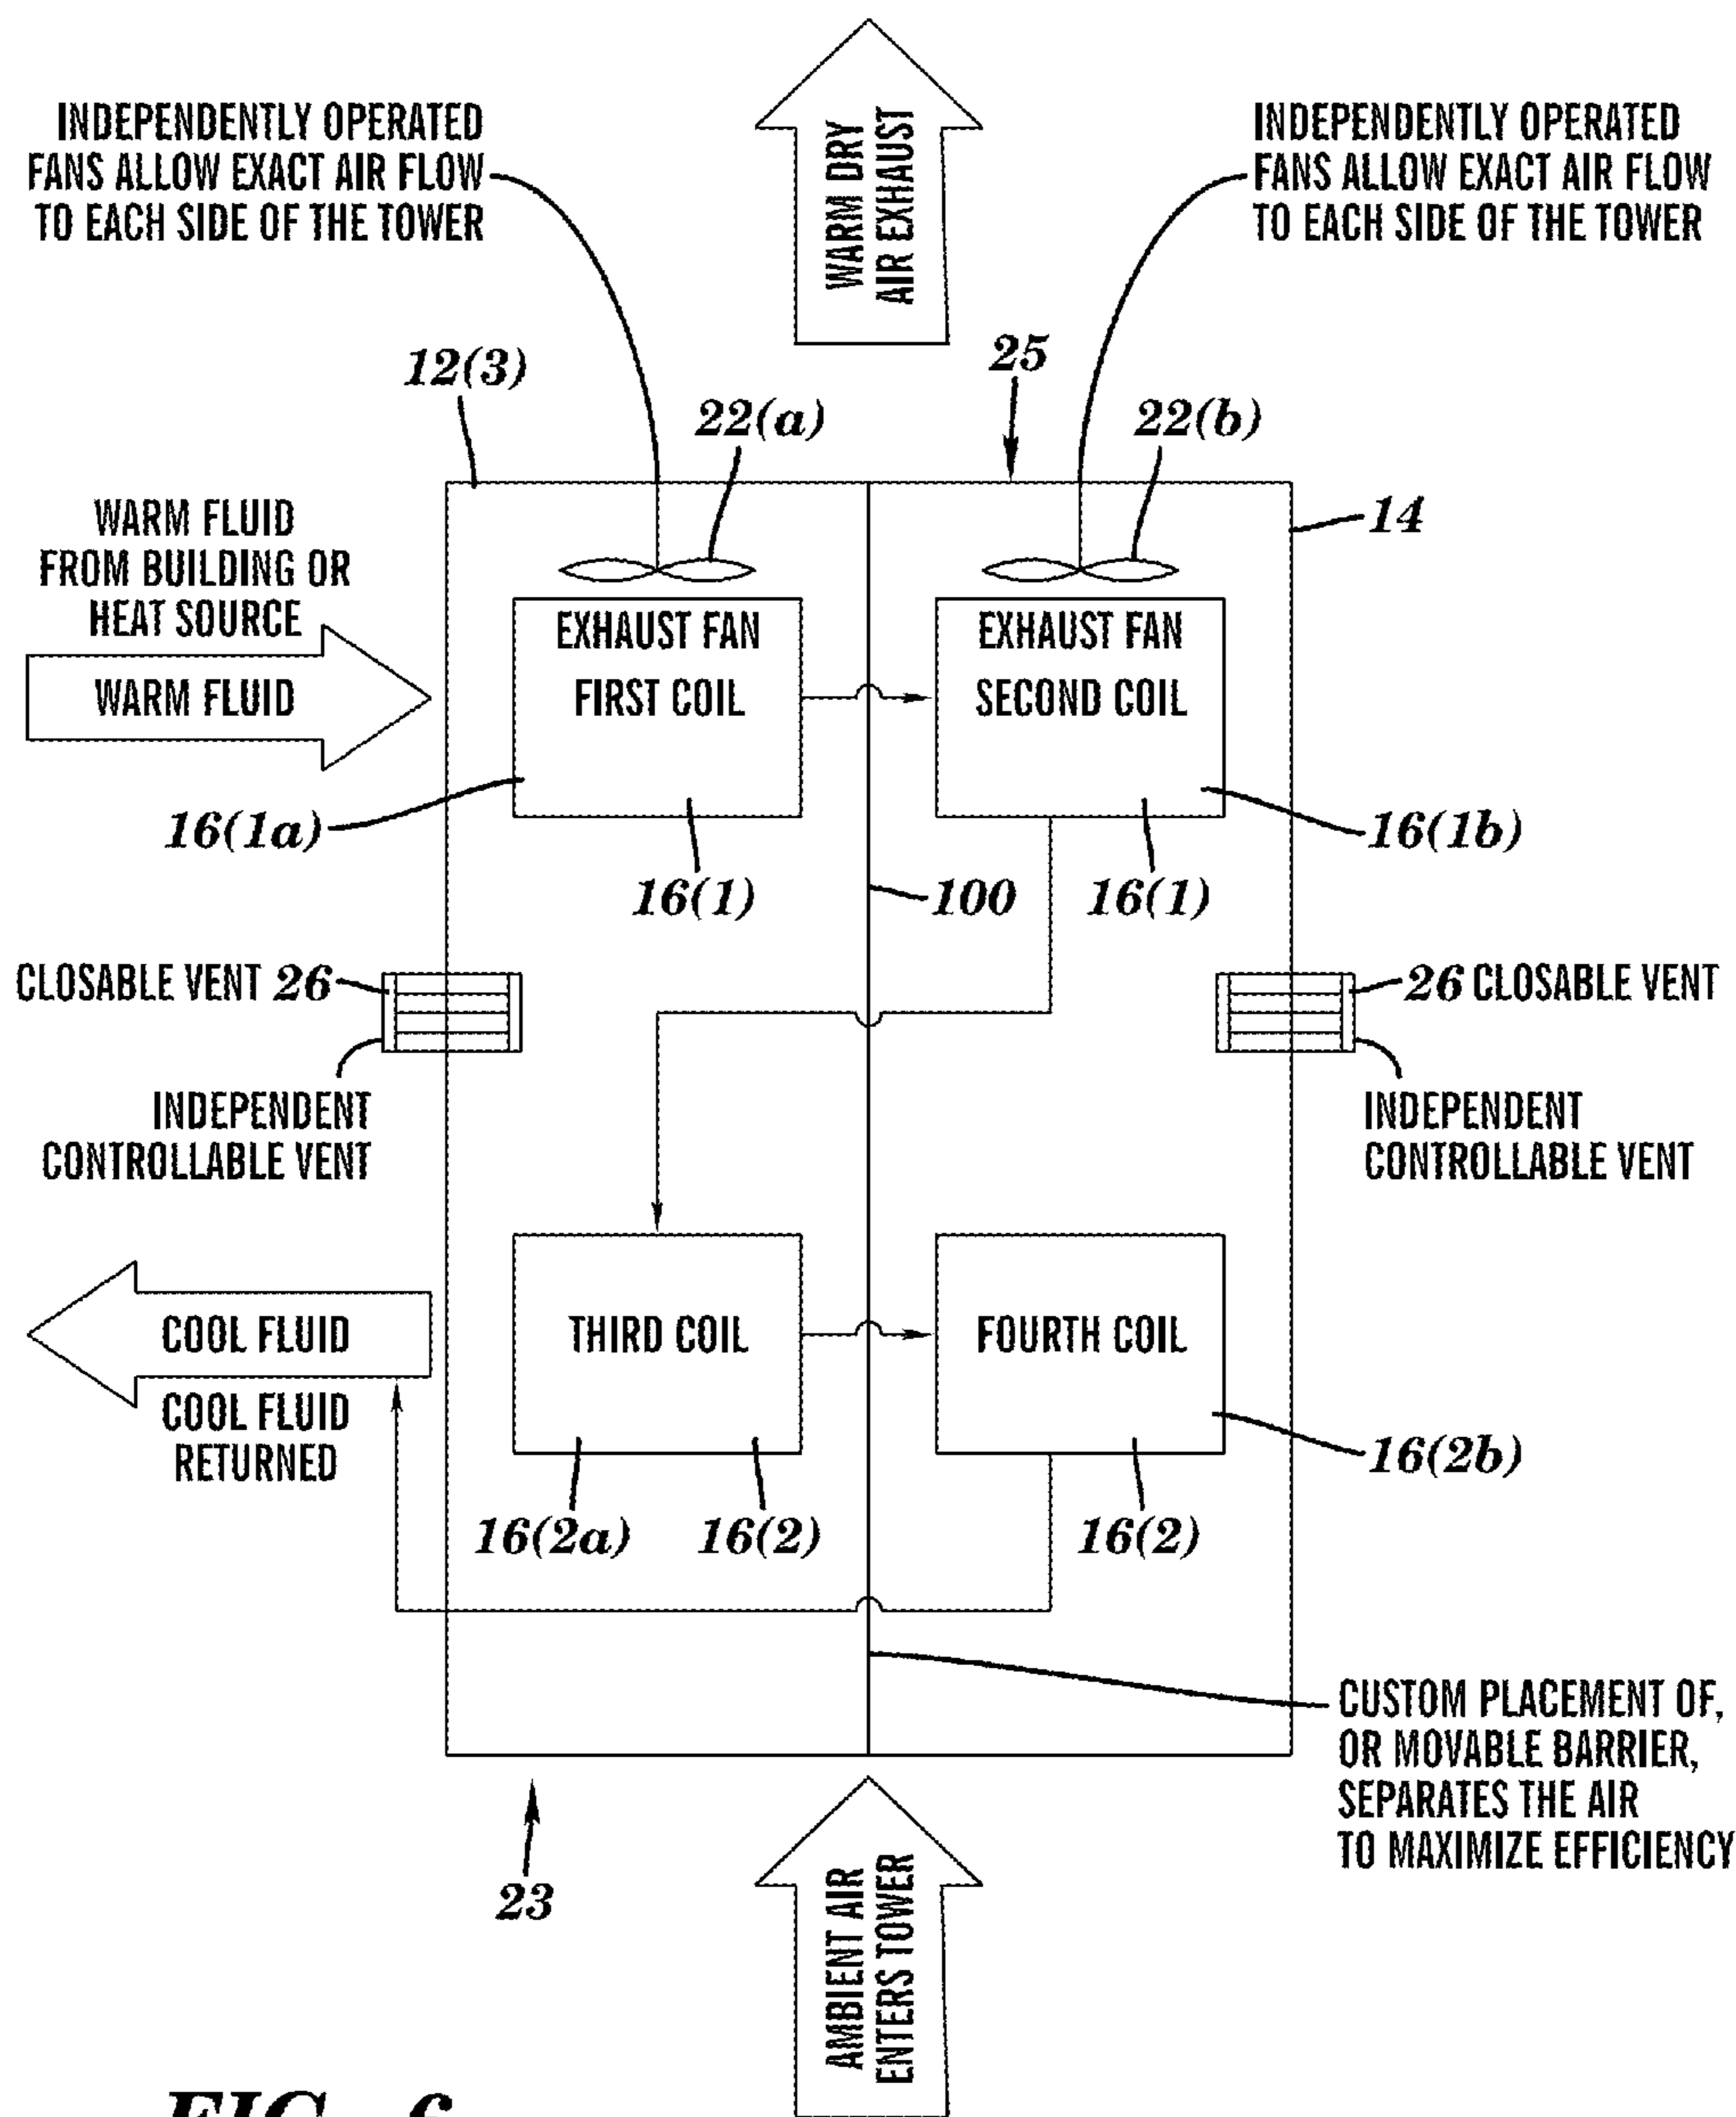 WARM DRY
AIR EXHAUST
INDEPENDENTLY OPERATED
FANS ALLOW EXACT AIR FLOW
TO EACH SIDE OF THE TOWER
INDEPENDENTLY OPERATED
FANS ALLOW EXACT AIR FLOW
TO EACH SIDE OF THE TOWER
12(3)
25
22(a)
22(b)
14
WARM FLUID
FROM BUILDING OR
HEAT SOURCE
WARM FLUID
EXHAUST FAN
FIRST COIL
EXHAUST FAN
SECOND COIL
16(1a)
16(1)
100
16(1)
16(1b)
CLOSABLE VENT 26
26 CLOSABLE VENT
INDEPENDENT
CONTROLLABLE VENT
INDEPENDENT
CONTROLLABLE VENT
COOL FLUID
COOL FLUID
RETURNED
THIRD COIL
FOURTH COIL
16(2b)
16(2a)
16(2)
16(2)
CUSTOM PLACEMENT OF,
OR MOVABLE BARRIER,
SEPARATES THE AIR
TO MAXIMIZE EFFICIENCY
23
AMBIENT AIR
ENTERS TOWER
FIG. 6